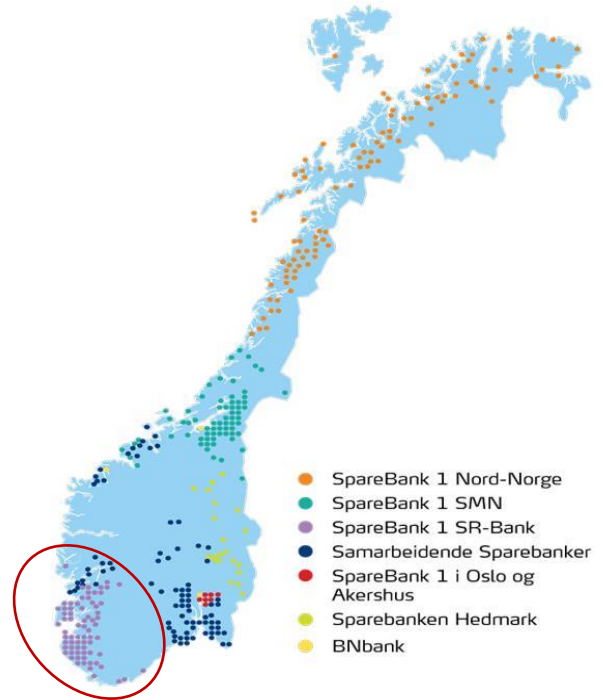 SpareBank 1 Nord-Norge
SpareBank 1 SMN
SpareBank 1 SR-Bank
Samarbeidende Sparebanker
SpareBank 1 i Oslo og
Akershus
Sparebanken Hedmark
BNbank